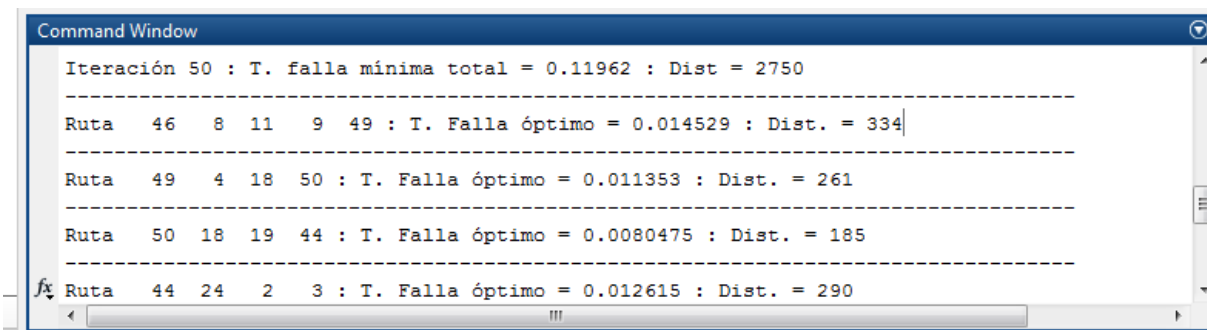 Command Window
Iteración 50 : T. falla mínima total = 0.11962 : Dist = 2750
----------------------------------------------------------------------------------
Ruta 46 8 11 9 49 : T. Falla óptimo = 0.014529 : Dist. = 334
----------------------------------------------------------------------------------
Ruta 49 4 18 50 : T. Falla óptimo = 0.011353 : Dist. = 261
----------------------------------------------------------------------------------
Ruta 50 18 19 44 : T. Falla óptimo = 0.0080475 : Dist. = 185
----------------------------------------------------------------------------------
fx Ruta 44 24 2 3 : T. Falla óptimo = 0.012615 : Dist. = 290